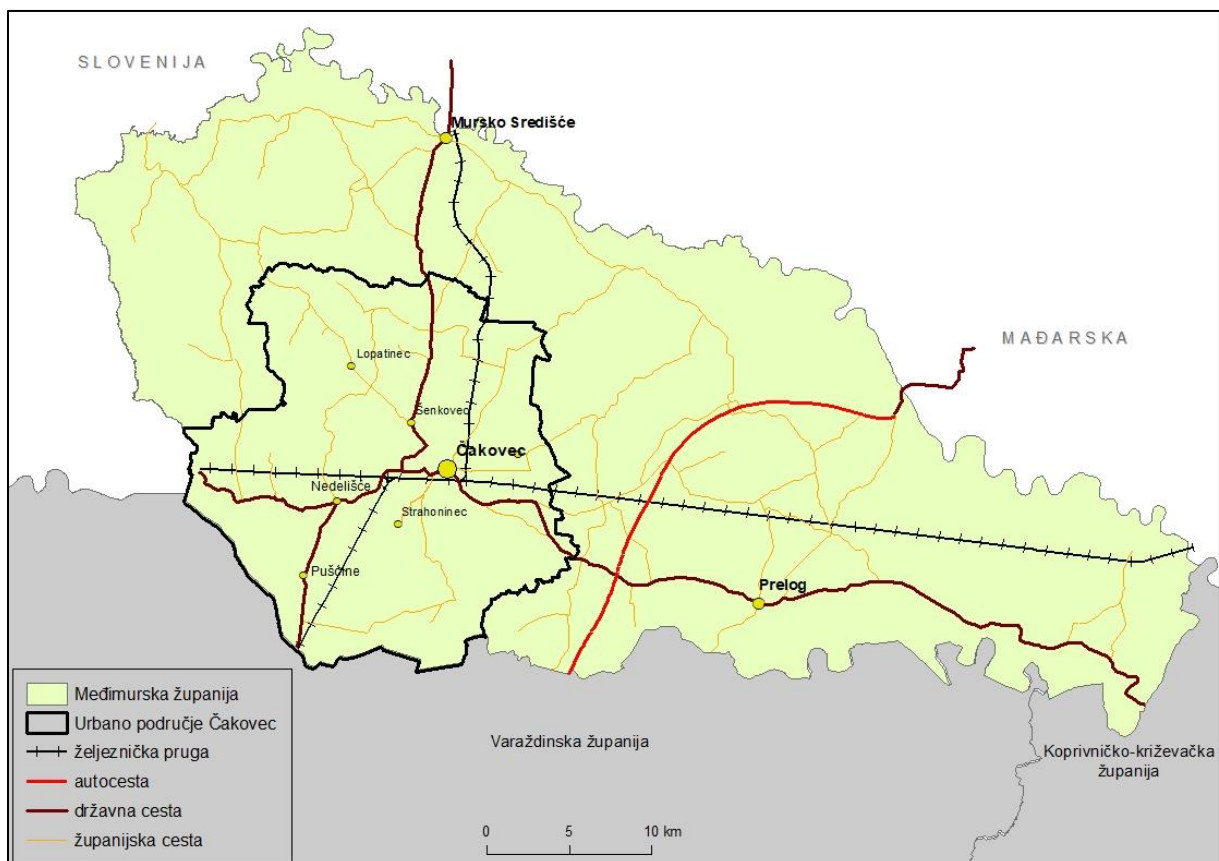 SLOVENIJA
Mursko Središće
MAĐARSKA
Lopatinec
Šenkovec
Čakovec
Nedelišće
Strahoninec
Pušćine
Prelog
Međimurska županija
Urbano područje Čakovec
željeznička pruga
autocesta
državna cesta
županijska cesta
Varaždinska županija
Koprivničko-križevačka
županija
0 5 10 km